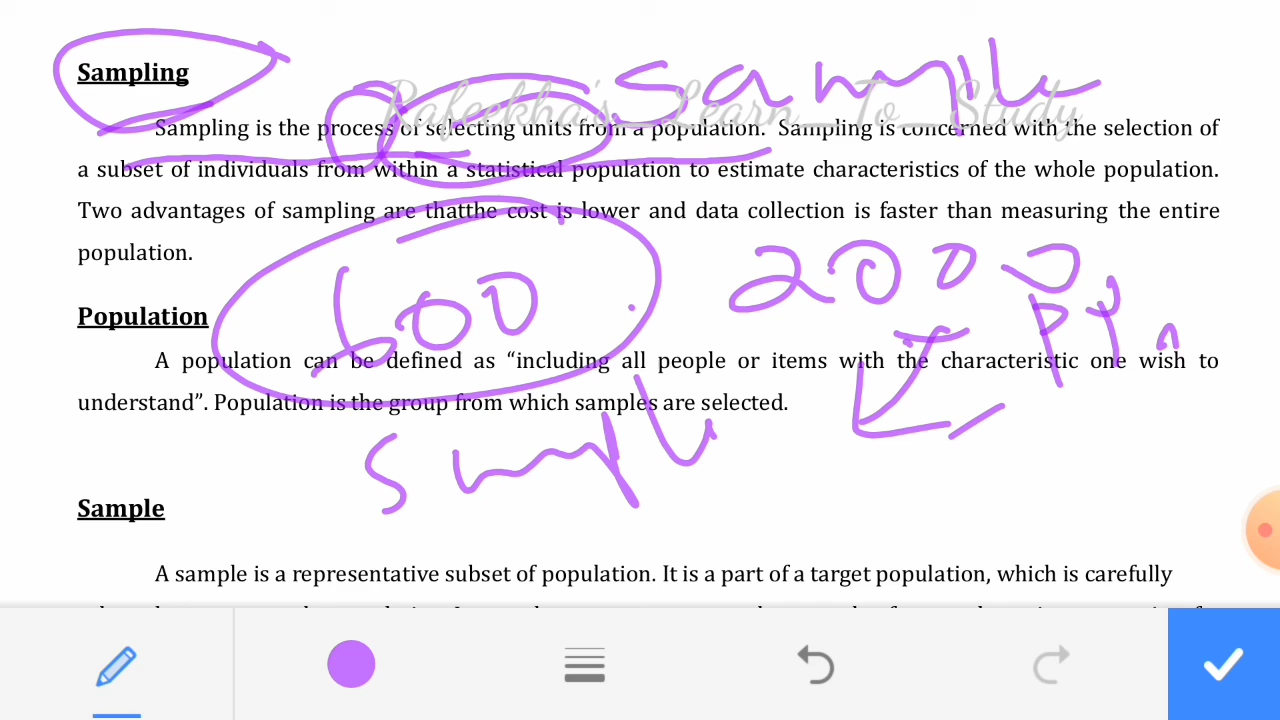 Sampling
sample
Rafeekha's Learn_To_Study
Sampling is the process of selecting units from a population. Sampling is concerned with the selection of
a subset of individuals from within a statistical population to estimate characteristics of the whole population.
Two advantages of sampling are thatthe cost is lower and data collection is faster than measuring the entire
population.
600
2000
Population
A population can be defined as “including all people or items with the characteristic one wish to
understand”. Population is the group from which samples are selected.
Sample
A sample is a representative subset of population. It is a part of a target population, which is carefully